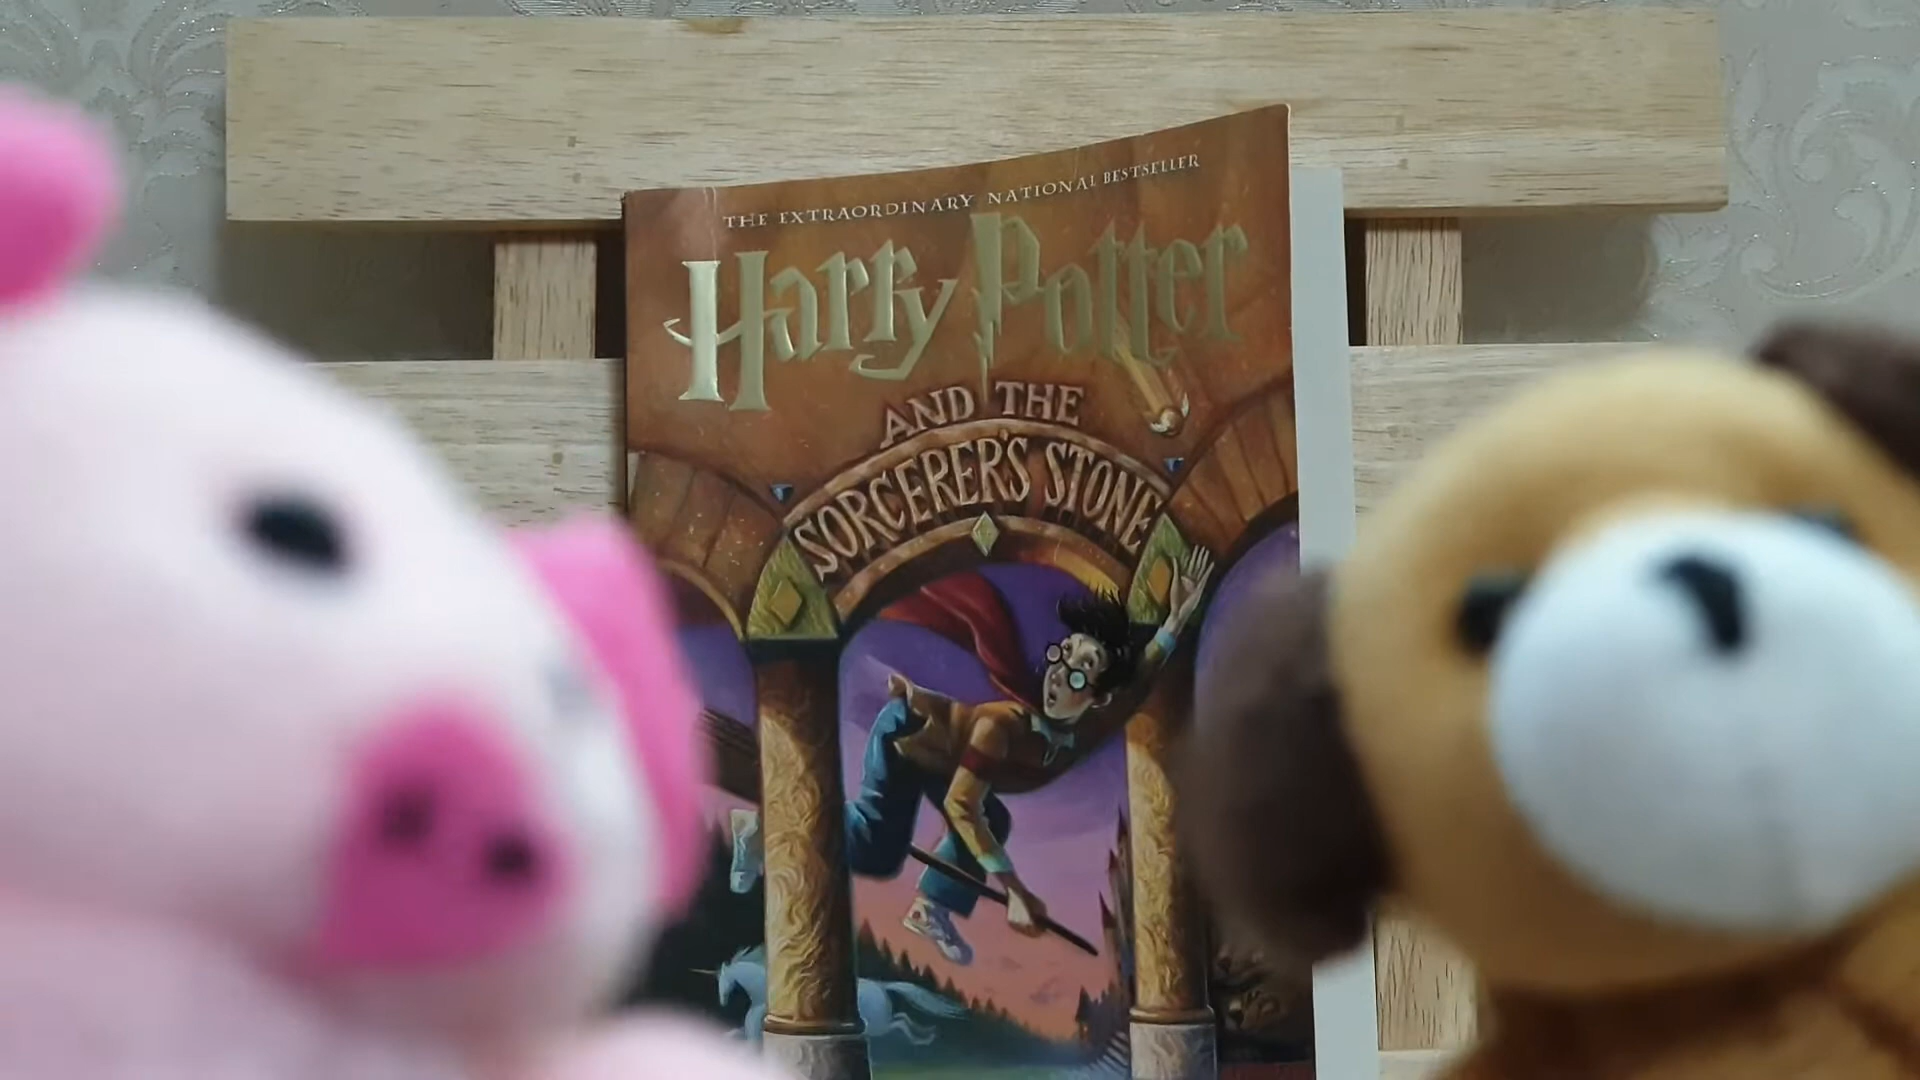 THE EXTRAORDINARY NATIONAL BESTSELLER
Harry Potter
AND THE
SORCERER'S STONE